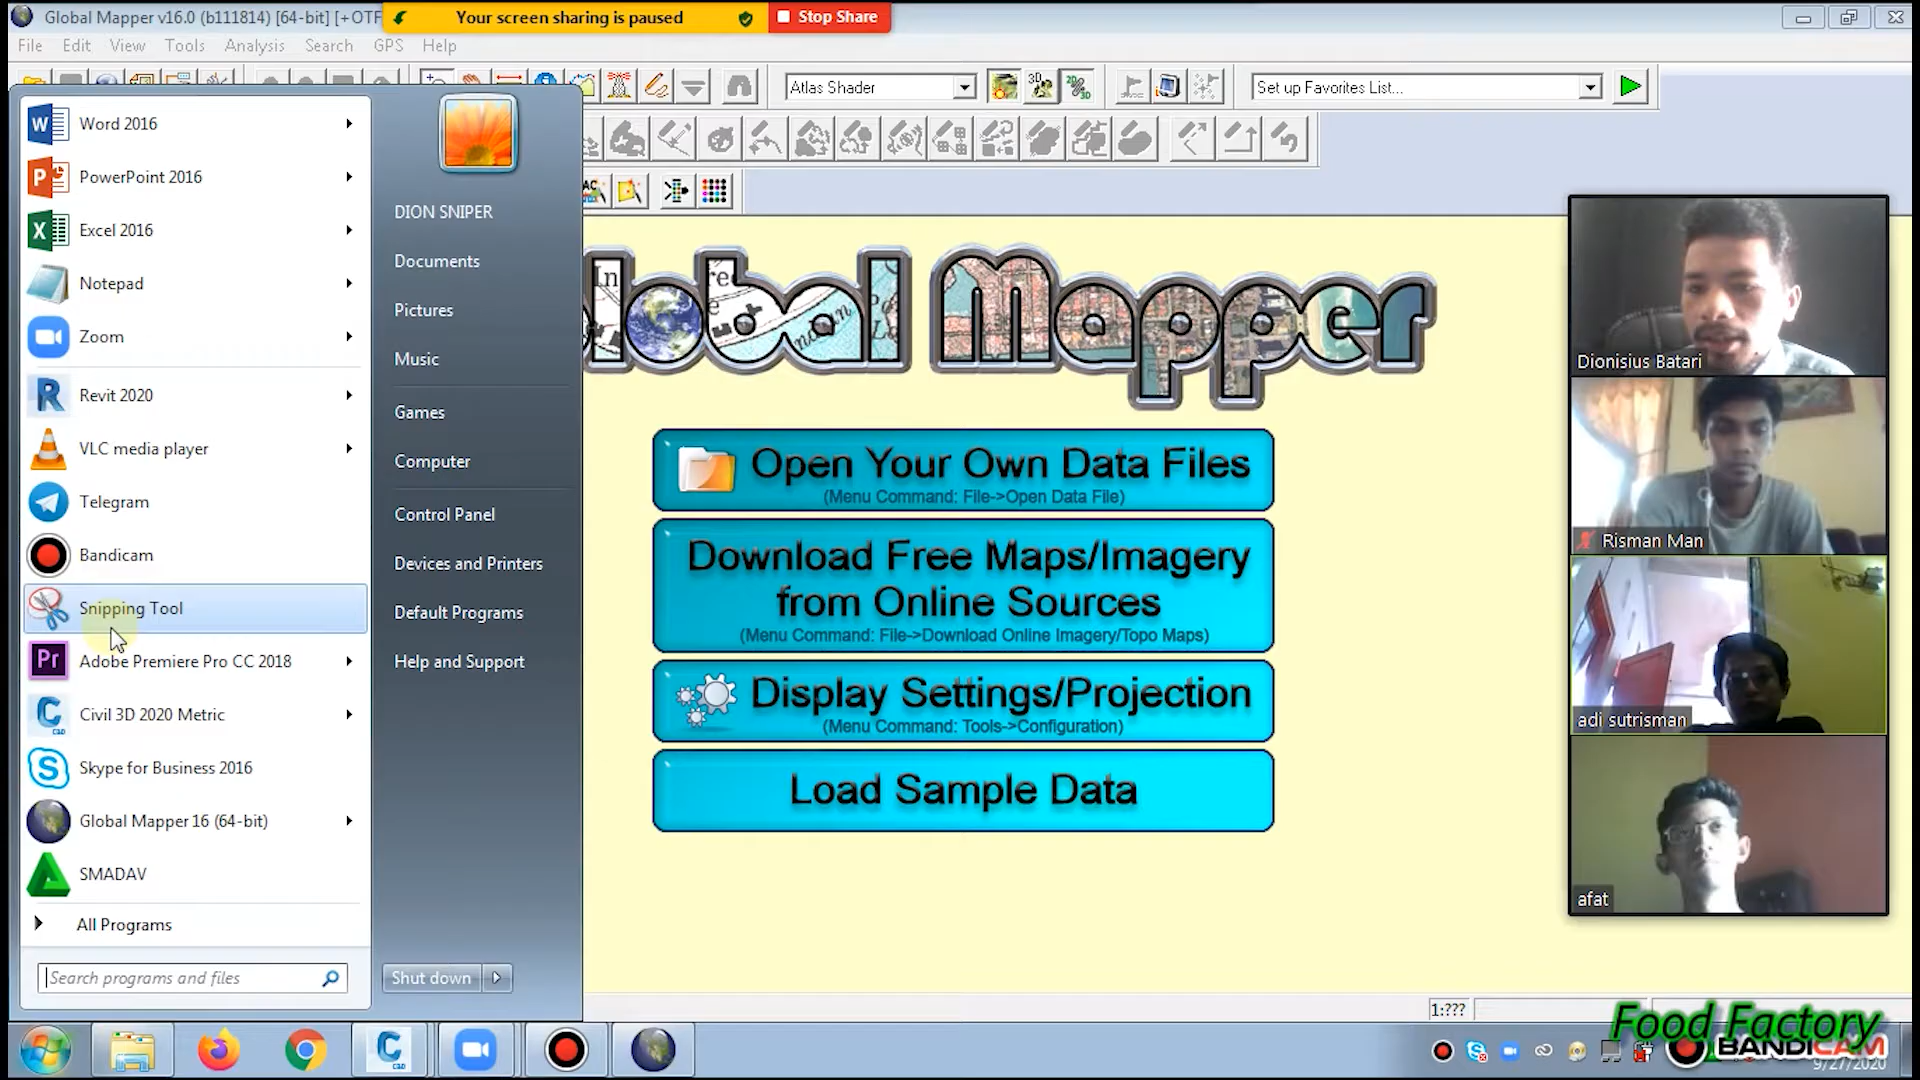 Global Mapper v16.0 (b111814) [64-bit] [+OTF
Your screen sharing is paused
Stop Share
File Edit View Tools Analysis Search GPS Help
Atlas Shader
Set up Favorites List...
Word 2016
PowerPoint 2016
Excel 2016
Notepad
Zoom
Revit 2020
VLC media player
Telegram
Bandicam
Snipping Tool
Adobe Premiere Pro CC 2018
Civil 3D 2020 Metric
Skype for Business 2016
Global Mapper 16 (64-bit)
SMADAV
All Programs
Search programs and files
DION SNIPER
Documents
Pictures
Music
Games
Computer
Control Panel
Devices and Printers
Default Programs
Help and Support
Shut down
lobal Mapper
Open Your Own Data Files
(Menu Command: File->Open Data File)
Download Free Maps/Imagery
from Online Sources
(Menu Command: File->Download Online Imagery/Topo Maps)
Display Settings/Projection
(Menu Command: Tools->Configuration)
Load Sample Data
Dionisius Batari
Risman Man
adi sutrisman
afat
1:???
Food Factory
BANDICAM
9/27/2020